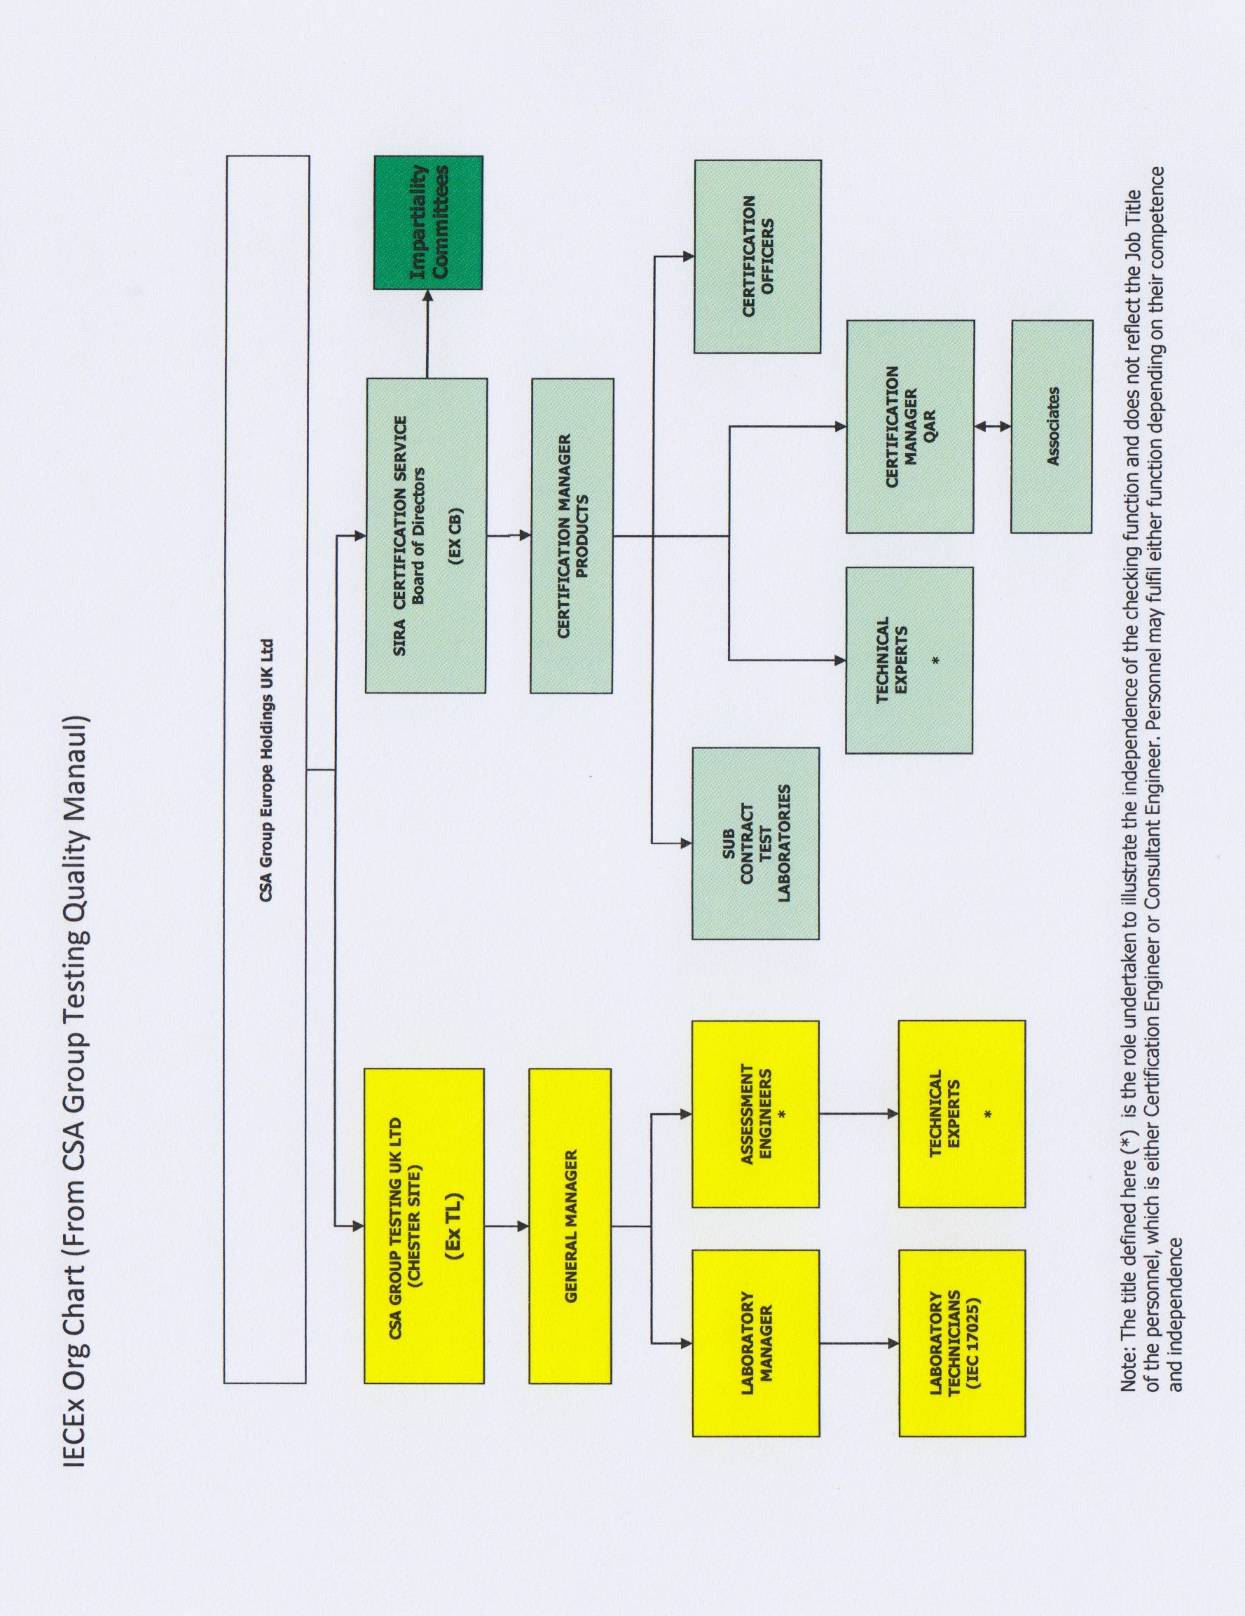 IECEx Org Chart (From CSA Group Testing Quality Manaul)
CSA Group Europe Holdings UK Ltd
CSA GROUP TESTING UK LTD
(CHESTER SITE)
(Ex TL)
SIRA CERTIFICATION SERVICE
Board of Directors
(EX CB)
Impartiality
Committees
GENERAL MANAGER
CERTIFICATION MANAGER
PRODUCTS
LABORATORY
MANAGER
ASSESSMENT
ENGINEERS
*
SUB
CONTRACT
TEST
LABORATORIES
CERTIFICATION
OFFICERS
TECHNICAL
EXPERTS
*
CERTIFICATION
MANAGER
QAR
LABORATORY
TECHNICIANS
(IEC 17025)
TECHNICAL
EXPERTS
*
Associates
Note: The title defined here (*) is the role undertaken to illustrate the independence of the checking function and does not reflect the Job Title
of the personnel, which is either Certification Engineer or Consultant Engineer. Personnel may fulfil either function depending on their competence
and independence